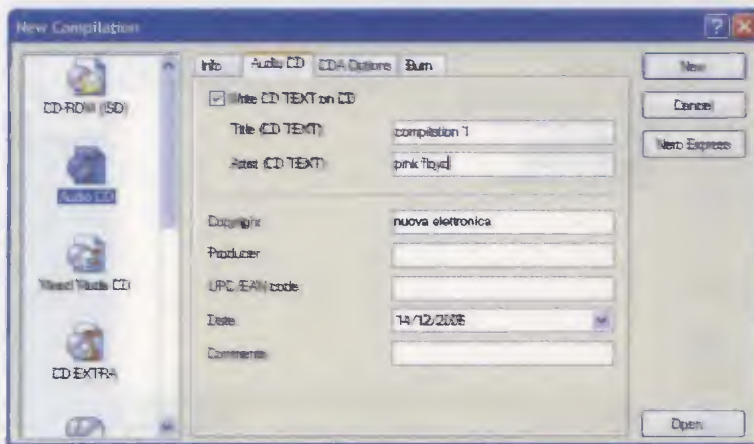 New Compilation
Info Audio CD CDA Options Burn
New
Cancel
Nero Express
CD-ROM (ISO)
Audio CD
Mixed Mode CD
CD EXTRA
Write CD TEXT on CD
Title (CD TEXT) compilation 1
Artist (CD TEXT) pink floyd
Copyright nuova elettronica
Producer
UPC/EAN code
Date
Comments
Open